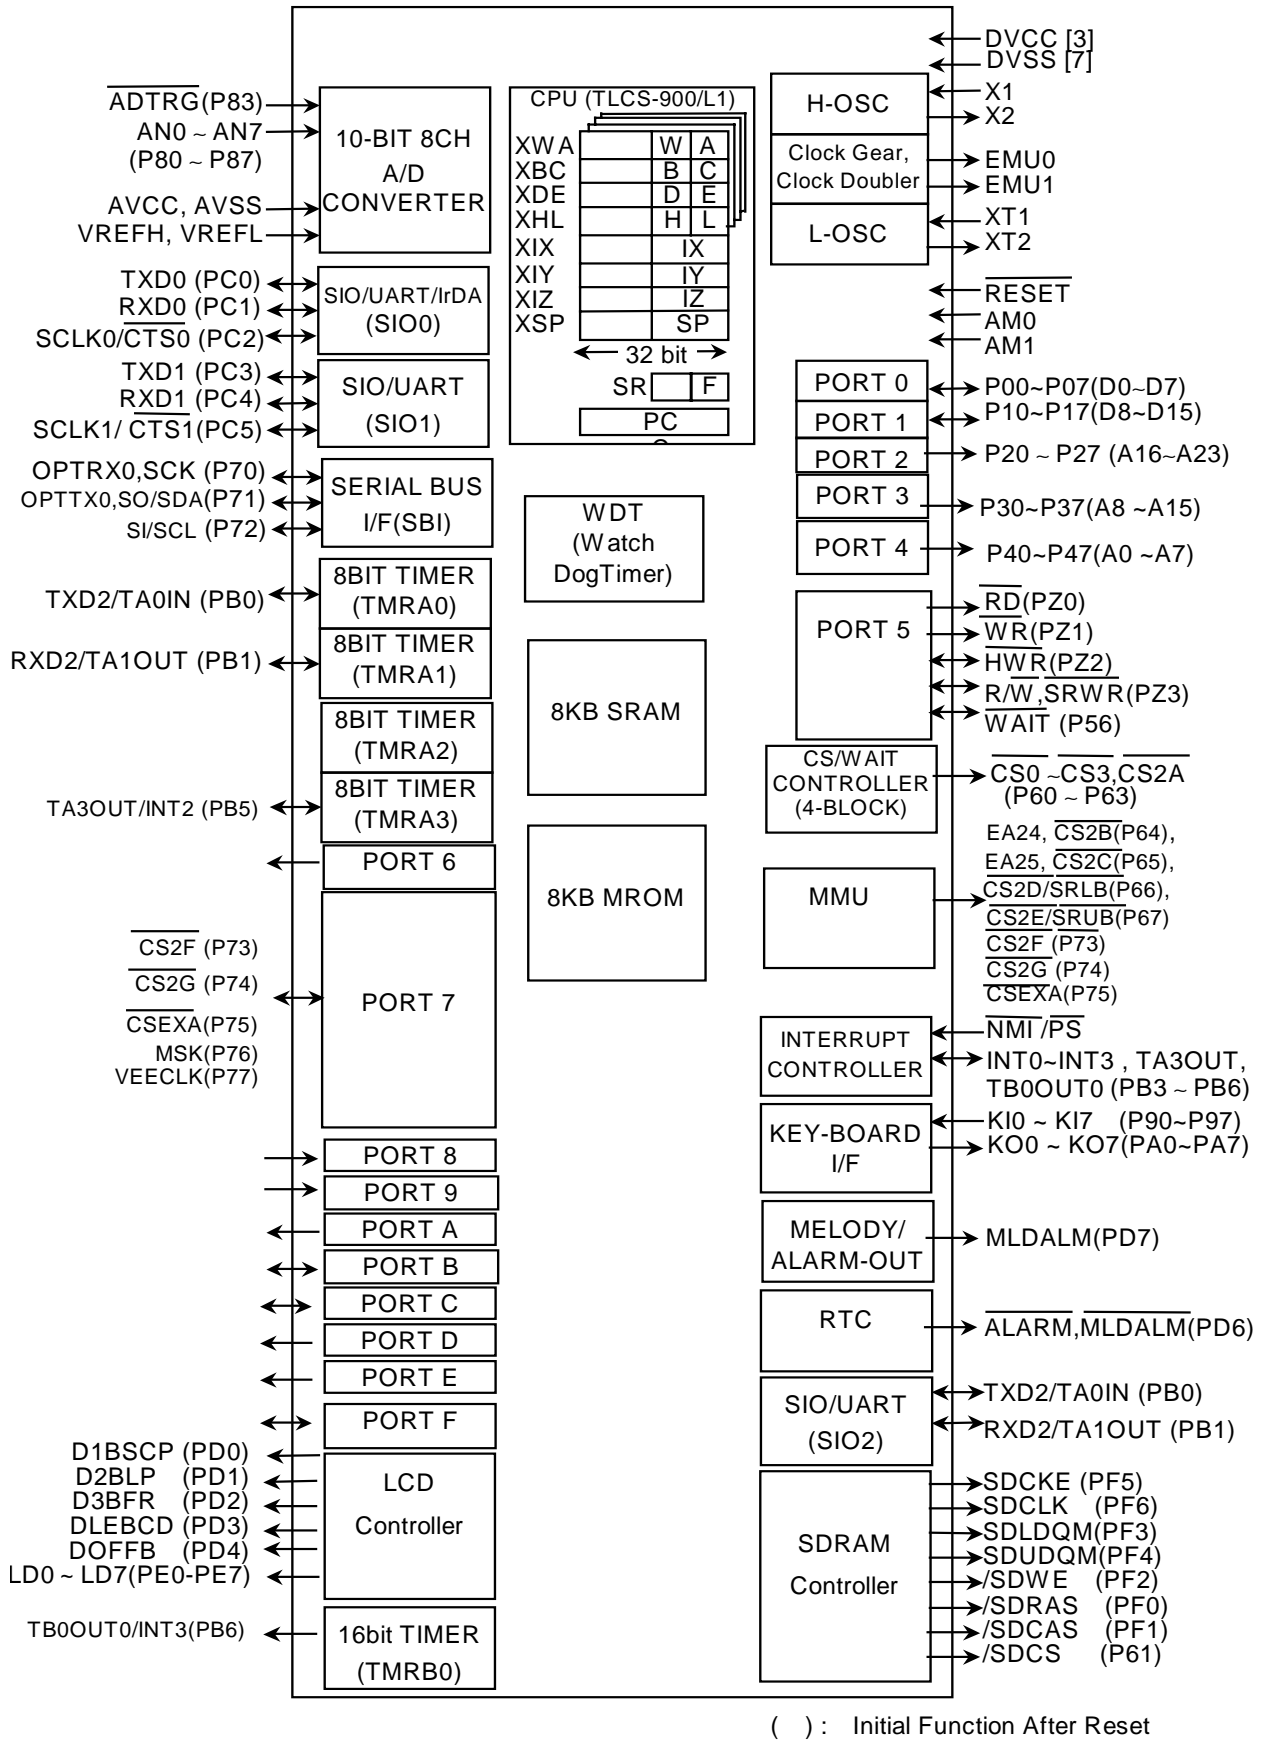 DVCC [3]
DVSS [7]
ADTRG(P83)
AN0 ~ AN7
(P80 ~ P87)
AVCC, AVSS
VREFH, VREFL
10-BIT 8CH
A/D
CONVERTER
CPU (TLCS-900/L1)
XWA W A
XBC B C
XDE D E
XHL H L
XIX IX
XIY IY
XIZ IZ
XSP SP
32 bit
SR F
PC
H-OSC
X1
X2
Clock Gear,
Clock Doubler
EMU0
EMU1
L-OSC
XT1
XT2
RESET
AM0
AM1
TXD0 (PC0)
RXD0 (PC1)
SCLK0/CTS0 (PC2)
SIO/UART/IrDA
(SIO0)
TXD1 (PC3)
RXD1 (PC4)
SCLK1/ CTS1(PC5)
SIO/UART
(SIO1)
OPTRX0,SCK (P70)
OPTTX0,SO/SDA(P71)
SI/SCL (P72)
SERIAL BUS
I/F(SBI)
TXD2/TA0IN (PB0)
8BIT TIMER
(TMRA0)
RXD2/TA1OUT (PB1)
8BIT TIMER
(TMRA1)
8BIT TIMER
(TMRA2)
TA3OUT/INT2 (PB5)
8BIT TIMER
(TMRA3)
PORT 6
CS2F (P73)
CS2G (P74)
CSEXA(P75)
MSK(P76)
VEECLK(P77)
PORT 7
PORT 8
PORT 9
PORT A
PORT B
PORT C
PORT D
PORT E
PORT F
D1BSCP (PD0)
D2BLP (PD1)
D3BFR (PD2)
DLEBCD (PD3)
DOFFB (PD4)
LD0 ~ LD7(PE0-PE7)
LCD
Controller
TB0OUT0/INT3(PB6)
16bit TIMER
(TMRB0)
WDT
(Watch
DogTimer)
8KB SRAM
8KB MROM
PORT 0
P00~P07(D0~D7)
PORT 1
P10~P17(D8~D15)
PORT 2
P20 ~ P27 (A16~A23)
PORT 3
P30~P37(A8 ~A15)
PORT 4
P40~P47(A0 ~A7)
PORT 5
RD(PZ0)
WR(PZ1)
HWR(PZ2)
R/W,SRWR(PZ3)
WAIT (P56)
CS/WAIT
CONTROLLER
(4-BLOCK)
CS0 ~CS3,CS2A
(P60 ~ P63)
MMU
EA24, CS2B(P64),
EA25, CS2C(P65),
CS2D/SRLB(P66),
CS2E/SRUB(P67)
CS2F (P73)
CS2G (P74)
CSEXA(P75)
INTERRUPT
CONTROLLER
NMI /PS
INT0~INT3 , TA3OUT,
TB0OUT0 (PB3 ~ PB6)
KEY-BOARD
I/F
KI0 ~ KI7 (P90~P97)
KO0 ~ KO7(PA0~PA7)
MELODY/
ALARM-OUT
MLDALM(PD7)
RTC
ALARM,MLDALM(PD6)
SIO/UART
(SIO2)
TXD2/TA0IN (PB0)
RXD2/TA1OUT (PB1)
SDRAM
Controller
SDCKE (PF5)
SDCLK (PF6)
SDLDQM(PF3)
SDUDQM(PF4)
/SDWE (PF2)
/SDRAS (PF0)
/SDCAS (PF1)
/SDCS (P61)
( ) : Initial Function After Reset